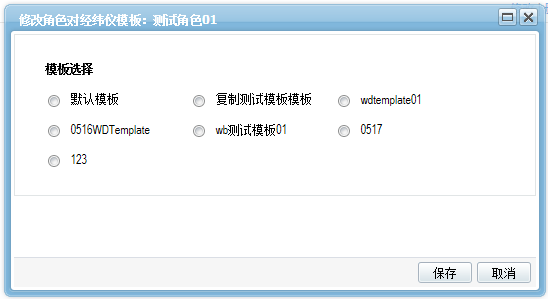 修改角色对经纬仪模板：测试角色01
模板选择
默认模板 复制测试模板模板 wdtemplate01
0516WDTemplate wb测试模板01 0517
123
保存 取消